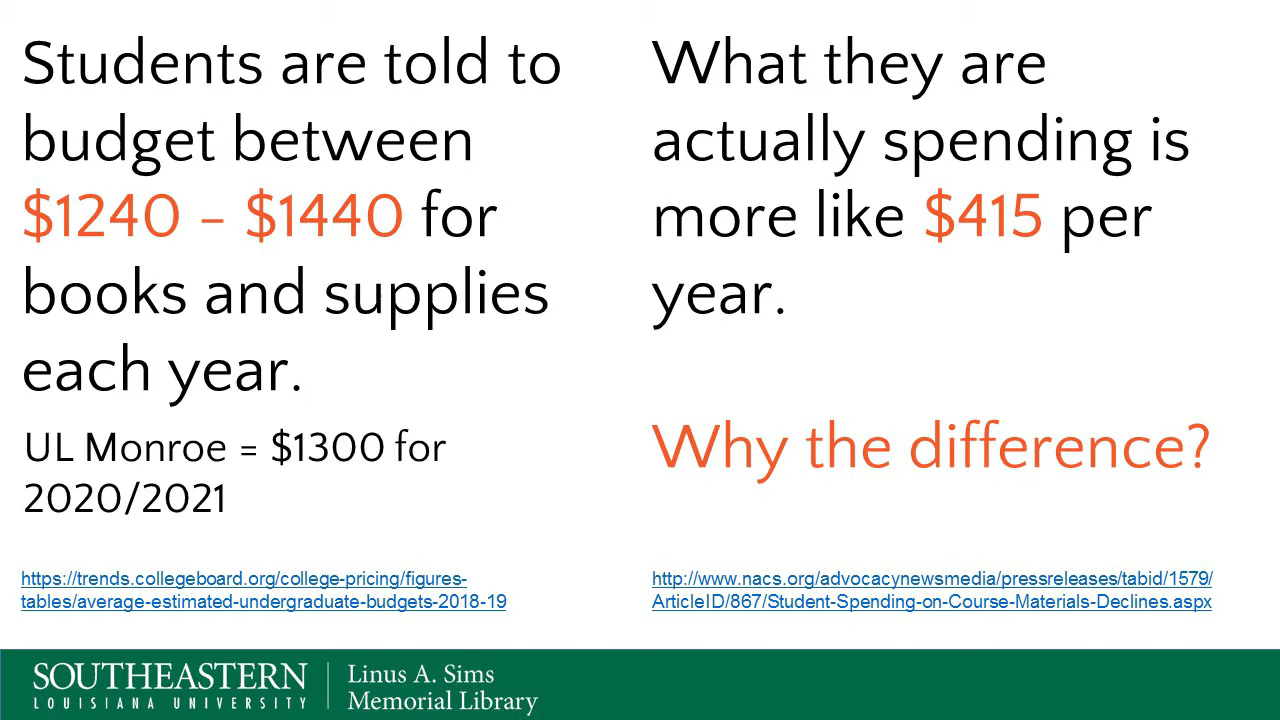 Students are told to
budget between
$1240 – $1440 for
books and supplies
each year.
UL Monroe = $1300 for
2020/2021
https://trends.collegeboard.org/college-pricing/figures-
tables/average-estimated-undergraduate-budgets-2018-19
What they are
actually spending is
more like $415 per
year.
Why the difference?
http://www.nacs.org/advocacynewsmedia/pressreleases/tabid/1579/
ArticleID/867/Student-Spending-on-Course-Materials-Declines.aspx
SOUTHEASTERN
LOUISIANA UNIVERSITY
Linus A. Sims
Memorial Library